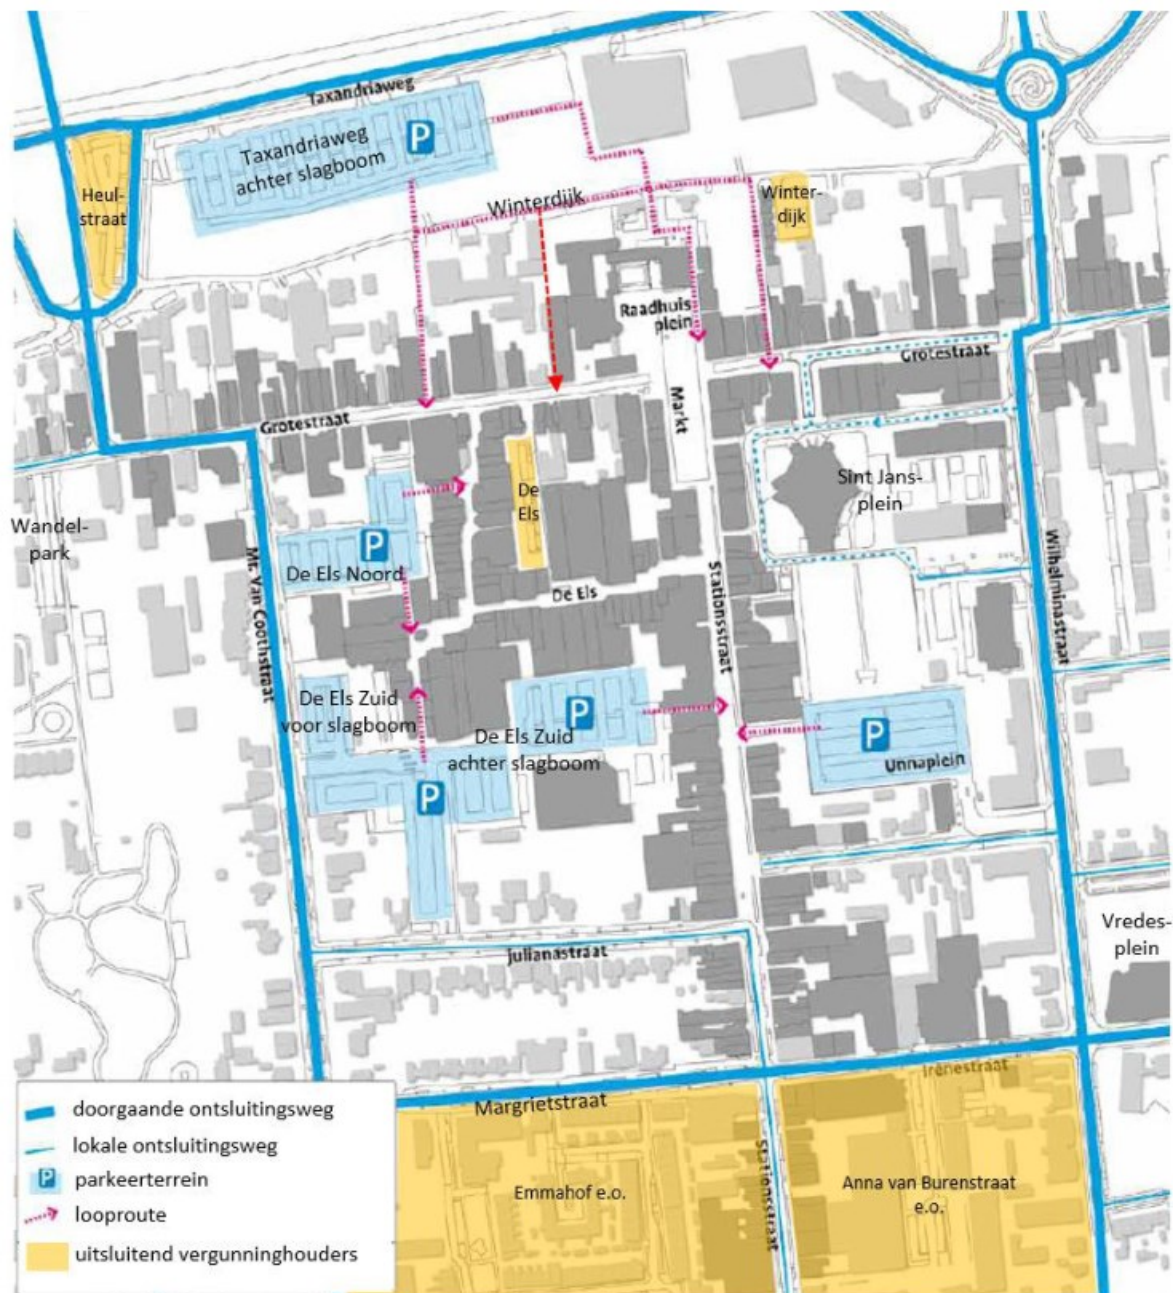 Taxandriaweg
P
Taxandriaweg
achter slagboom
Heul-
straat
Winterdijk
Winter-
dijk
Raadhuis
plein
Grotestraat
Markt
Grotestraat
De
Els
Sint Jans-
plein
Wandel-
park
P
De Els Noord
Mr. Van Coothstraat
De Els
Stationsstraat
Wilhelminastraat
De Els Zuid
voor slagboom
P
De Els Zuid
achter slagboom
P
Unnaplein
P
Vredes-
plein
Julianastraat
Irenestraat
Margrietstraat
Stationsstraat
Emmahof e.o.
Anna van Burenstraat
e.o.
doorgaande ontsluitingsweg
lokale ontsluitingsweg
P parkeerterrein
looproute
uitsluitend vergunninghouders